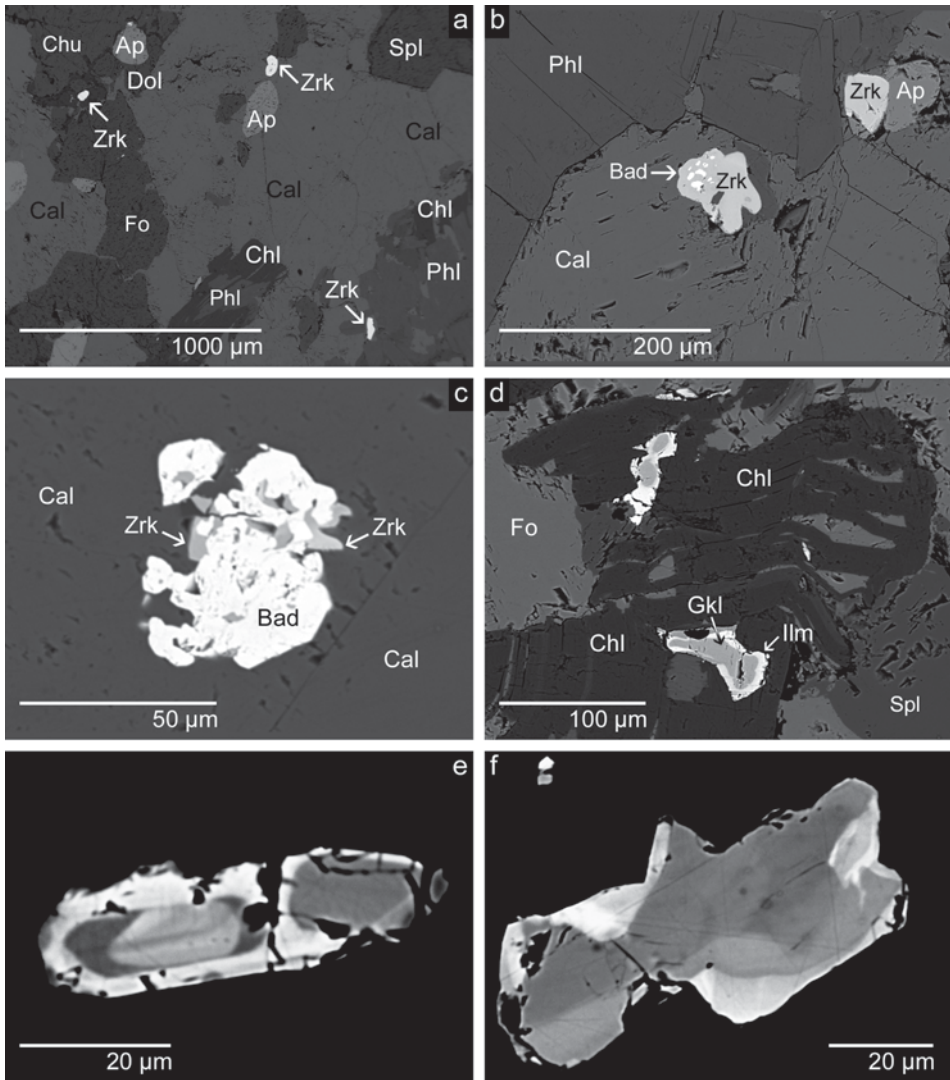 a
Chu
Ap
Spl
Dol
Zrk
Zrk
Ap
Cal
Cal
Cal
Chl
Fo
Chl
Phl
Phl
Zrk
1000 µm
b
Phl
Zrk
Ap
Bad
Zrk
Cal
200 µm
c
Cal
Zrk
Zrk
Bad
Cal
50 µm
d
Chl
Fo
Gkl
Chl
Ilm
Spl
100 µm
e
20 µm
f
20 µm